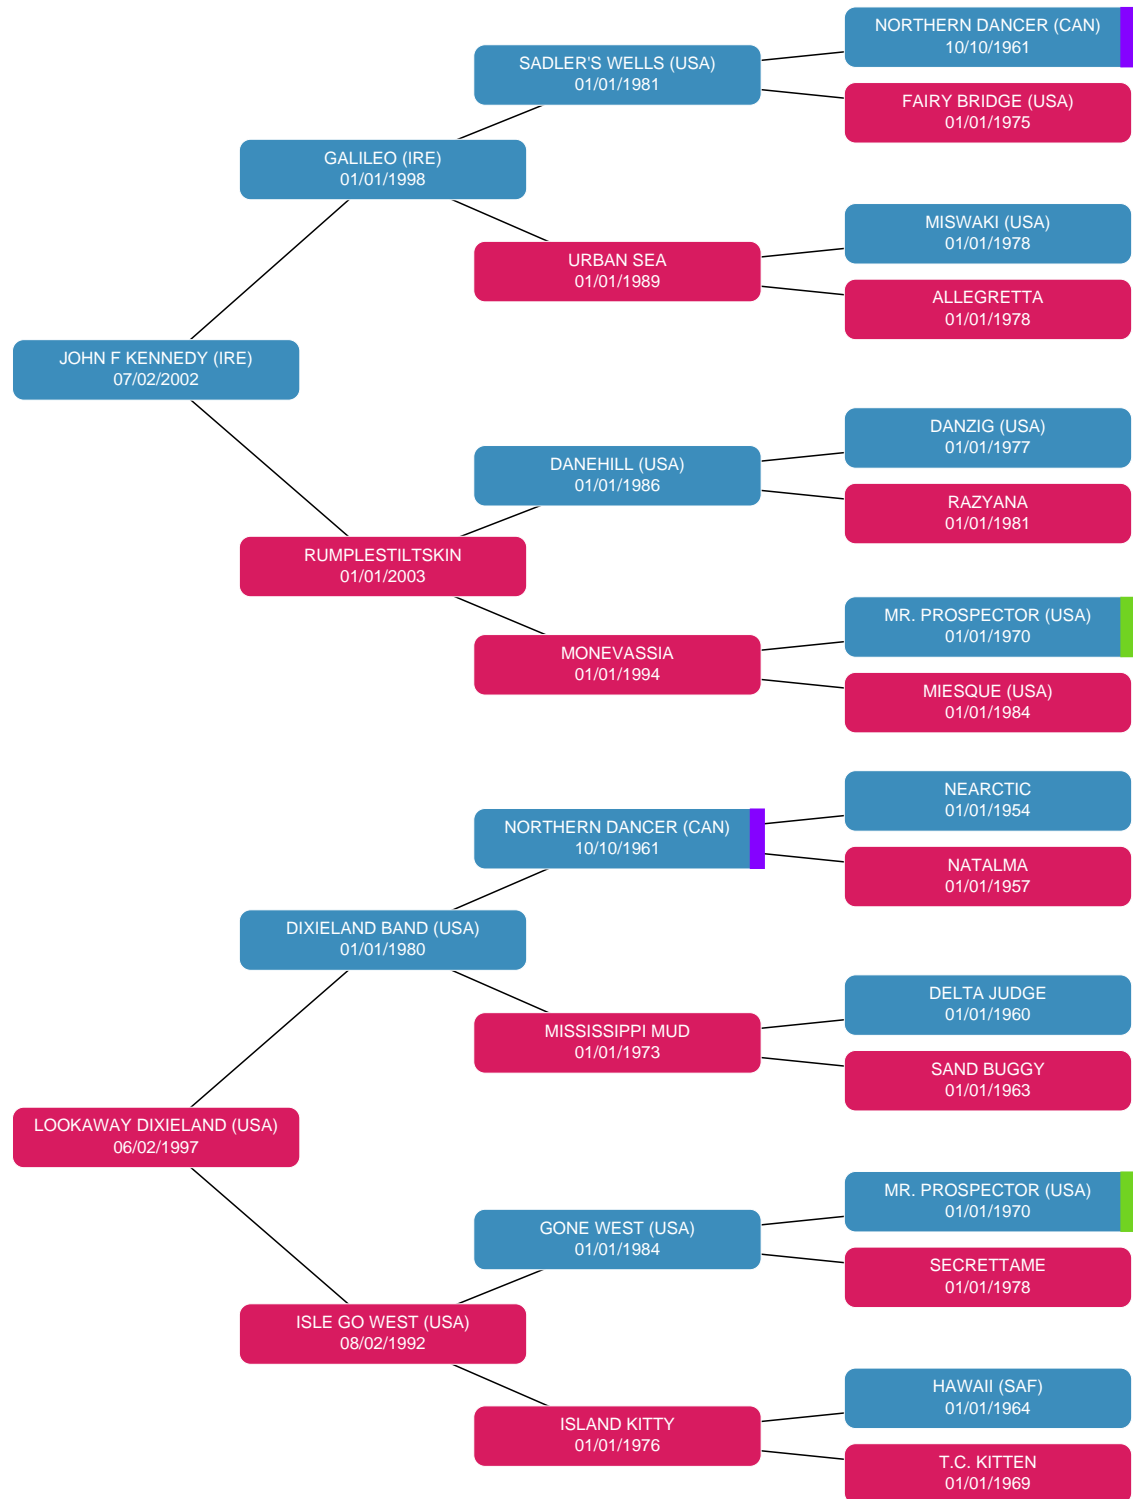 NORTHERN DANCER (CAN)
10/10/1961
SADLER'S WELLS (USA)
01/01/1981
FAIRY BRIDGE (USA)
01/01/1975
GALILEO (IRE)
01/01/1998
MISWAKI (USA)
01/01/1978
URBAN SEA
01/01/1989
ALLEGRETTA
01/01/1978
JOHN F KENNEDY (IRE)
07/02/2002
DANZIG (USA)
01/01/1977
DANEHILL (USA)
01/01/1986
RAZYANA
01/01/1981
RUMPLESTILTSKIN
01/01/2003
MR. PROSPECTOR (USA)
01/01/1970
MONEVASSIA
01/01/1994
MIESQUE (USA)
01/01/1984
NEARCTIC
01/01/1954
NORTHERN DANCER (CAN)
10/10/1961
NATALMA
01/01/1957
DIXIELAND BAND (USA)
01/01/1980
DELTA JUDGE
01/01/1960
MISSISSIPPI MUD
01/01/1973
SAND BUGGY
01/01/1963
LOOKAWAY DIXIELAND (USA)
06/02/1997
MR. PROSPECTOR (USA)
01/01/1970
GONE WEST (USA)
01/01/1984
SECRETTAME
01/01/1978
ISLE GO WEST (USA)
08/02/1992
HAWAII (SAF)
01/01/1964
ISLAND KITTY
01/01/1976
T.C. KITTEN
01/01/1969